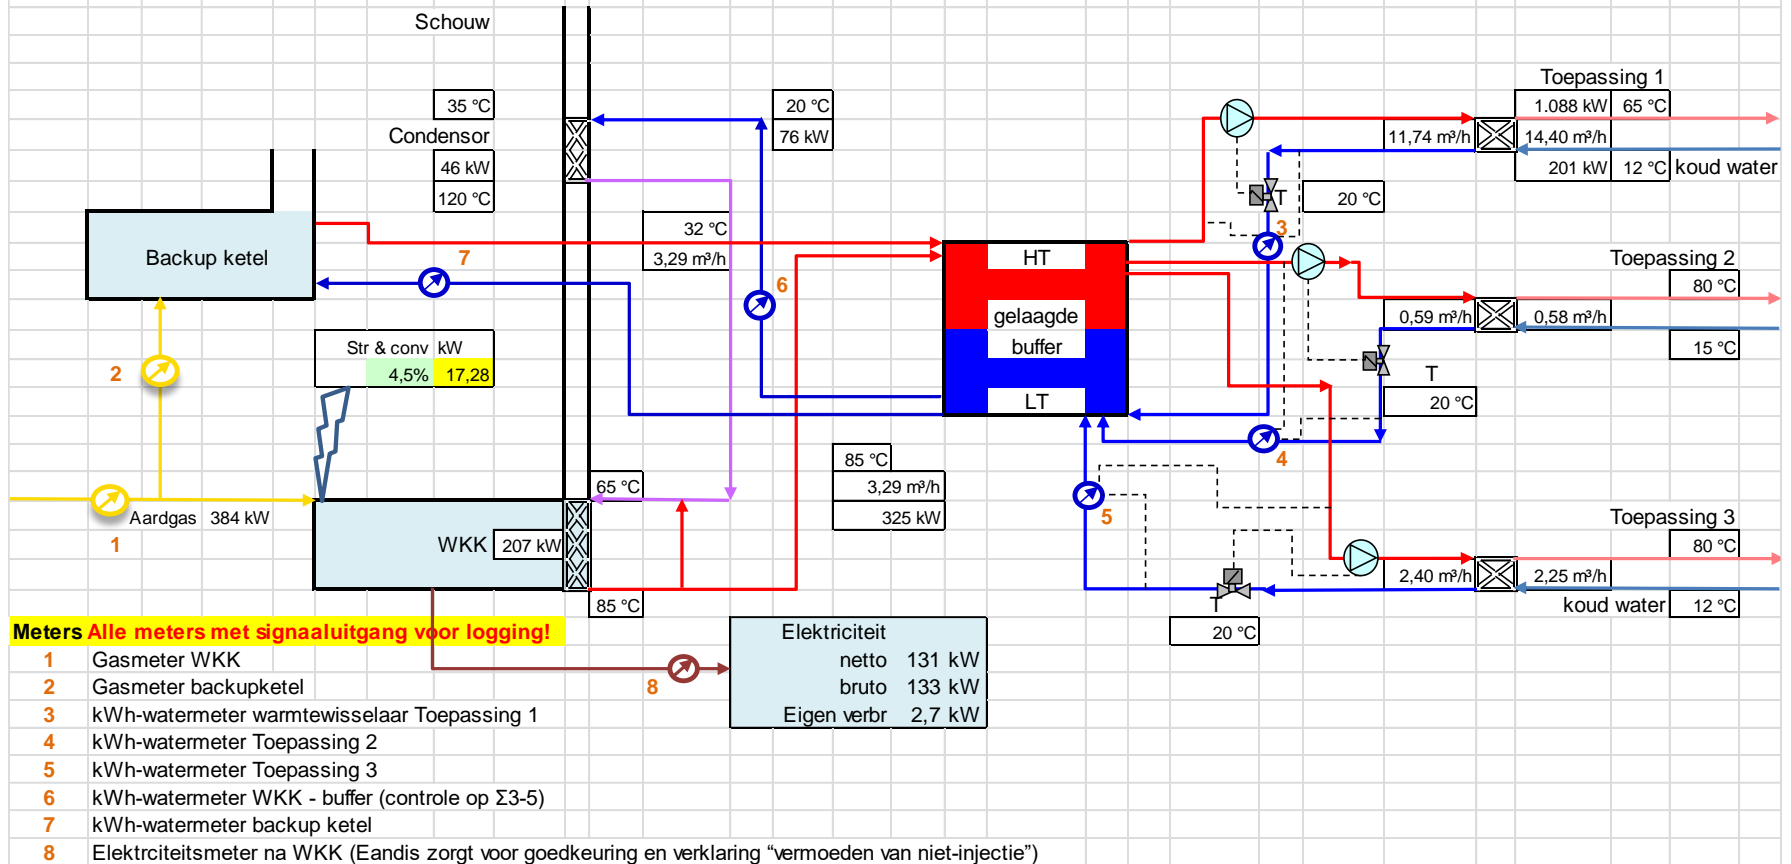 Schouw
Toepassing 1
35 °C
20 °C
1.088 kW 65 °C
Condensor
76 kW
11,74 m³/h
14,40 m³/h
46 kW
201 kW 12 °C koud water
120 °C
T
20 °C
32 °C
3
3,29 m³/h
Backup ketel
7
HT
Toepassing 2
6
80 °C
gelaagde
0,59 m³/h
0,58 m³/h
Str & conv kW
buffer
15 °C
2
4,5% 17,28
T
LT
20 °C
4
85 °C
65 °C
3,29 m³/h
5
Aardgas 384 kW
325 kW
Toepassing 3
1
WKK 207 kW
80 °C
2,40 m³/h
2,25 m³/h
85 °C
T
koud water 12 °C
20 °C
Meters Alle meters met signaaluitgang voor logging!
Elektriciteit
netto 131 kW
bruto 133 kW
Eigen verbr 2,7 kW
8
1 Gasmeter WKK
2 Gasmeter backupketel
3 kWh-watermeter warmtewisselaar Toepassing 1
4 kWh-watermeter Toepassing 2
5 kWh-watermeter Toepassing 3
6 kWh-watermeter WKK - buffer (controle op Σ3-5)
7 kWh-watermeter backup ketel
8 Elektrciteitsmeter na WKK (Eandis zorgt voor goedkeuring en verklaring “vermoeden van niet-injectie”)